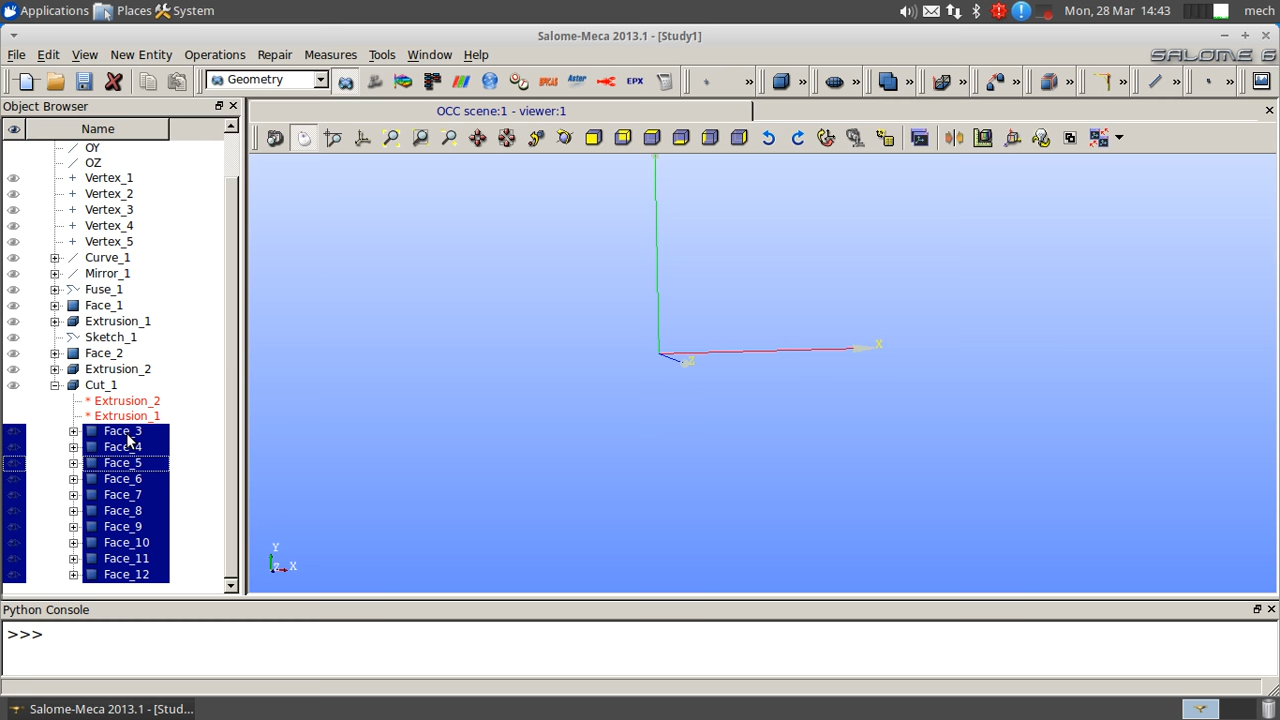 Applications Places System Mon, 28 Mar 14:43 mech
Salome-Meca 2013.1 - [Study1]
File Edit View New Entity Operations Repair Measures Tools Window Help
SALOME 6
Geometry EFICAS Aster EPX
Object Browser
OCC scene:1 - viewer:1
Name
OY
OZ
Vertex_1
Vertex_2
Vertex_3
Vertex_4
Vertex_5
Curve_1
Mirror_1
Fuse_1
Face_1
Extrusion_1
Sketch_1
Face_2
Extrusion_2
Cut_1
* Extrusion_2
* Extrusion_1
Face_3
Face_4
Face_5
Face_6
Face_7
Face_8
Face_9
Face_10
Face_11
Face_12
X
Z
Y
Z X
Python Console
>>>
Salome-Meca 2013.1 - [Stud...